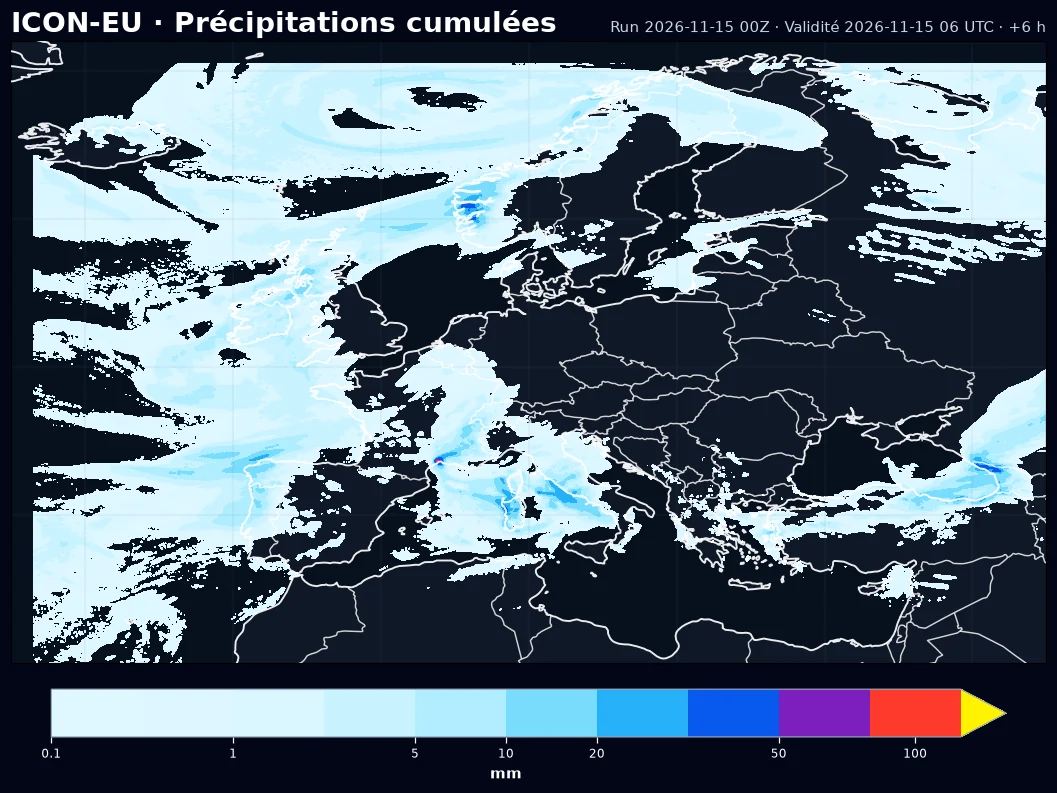 ICON-EU · Précipitations cumulées
Run 2026-11-15 00Z · Validité 2026-11-15 06 UTC · +6 h
0.1 1 5 10 20 50 100
mm